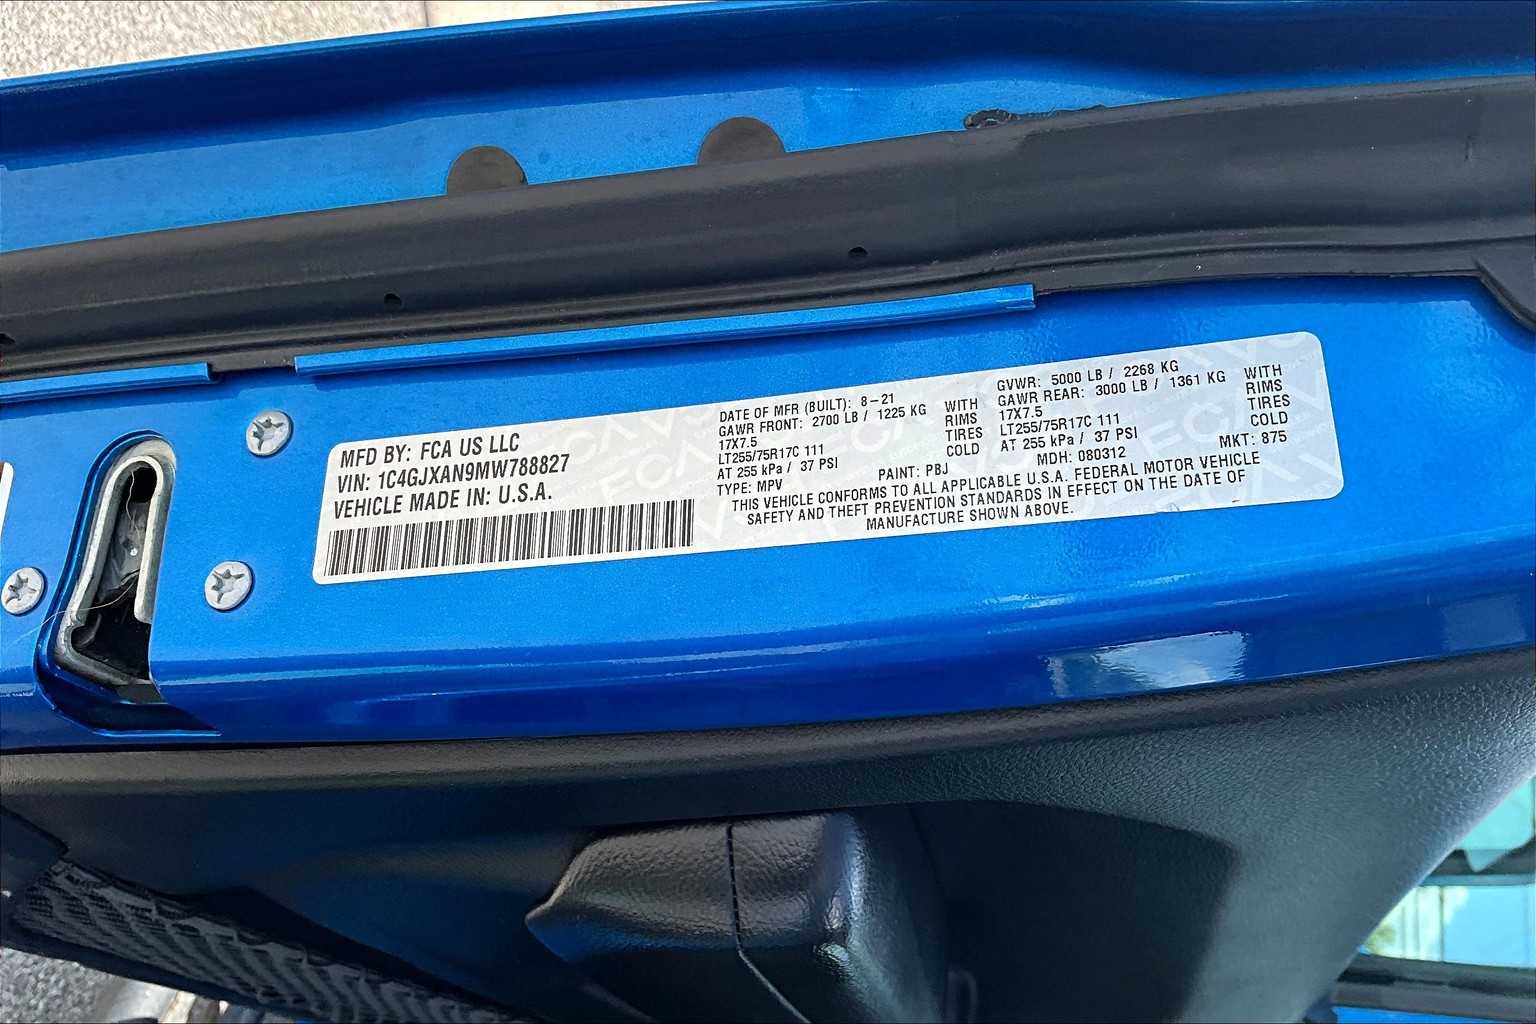 MFD BY: FCA US LLC
VIN: 1C4GJXAN9MW788827
VEHICLE MADE IN: U.S.A.
DATE OF MFR (BUILT): 8-21
GAWR FRONT: 2700 LB / 1225 KG WITH
17X7.5 RIMS
LT255/75R17C 111 TIRES
AT 255 kPa / 37 PSI COLD
TYPE: MPV
GVWR: 5000 LB / 2268 KG
GAWR REAR: 3000 LB / 1361 KG WITH
17X7.5 RIMS
LT255/75R17C 111 TIRES
AT 255 kPa / 37 PSI COLD
PAINT: PBJ MDH: 080312 MKT: 875
THIS VEHICLE CONFORMS TO ALL APPLICABLE U.S.A. FEDERAL MOTOR VEHICLE
SAFETY AND THEFT PREVENTION STANDARDS IN EFFECT ON THE DATE OF
MANUFACTURE SHOWN ABOVE.